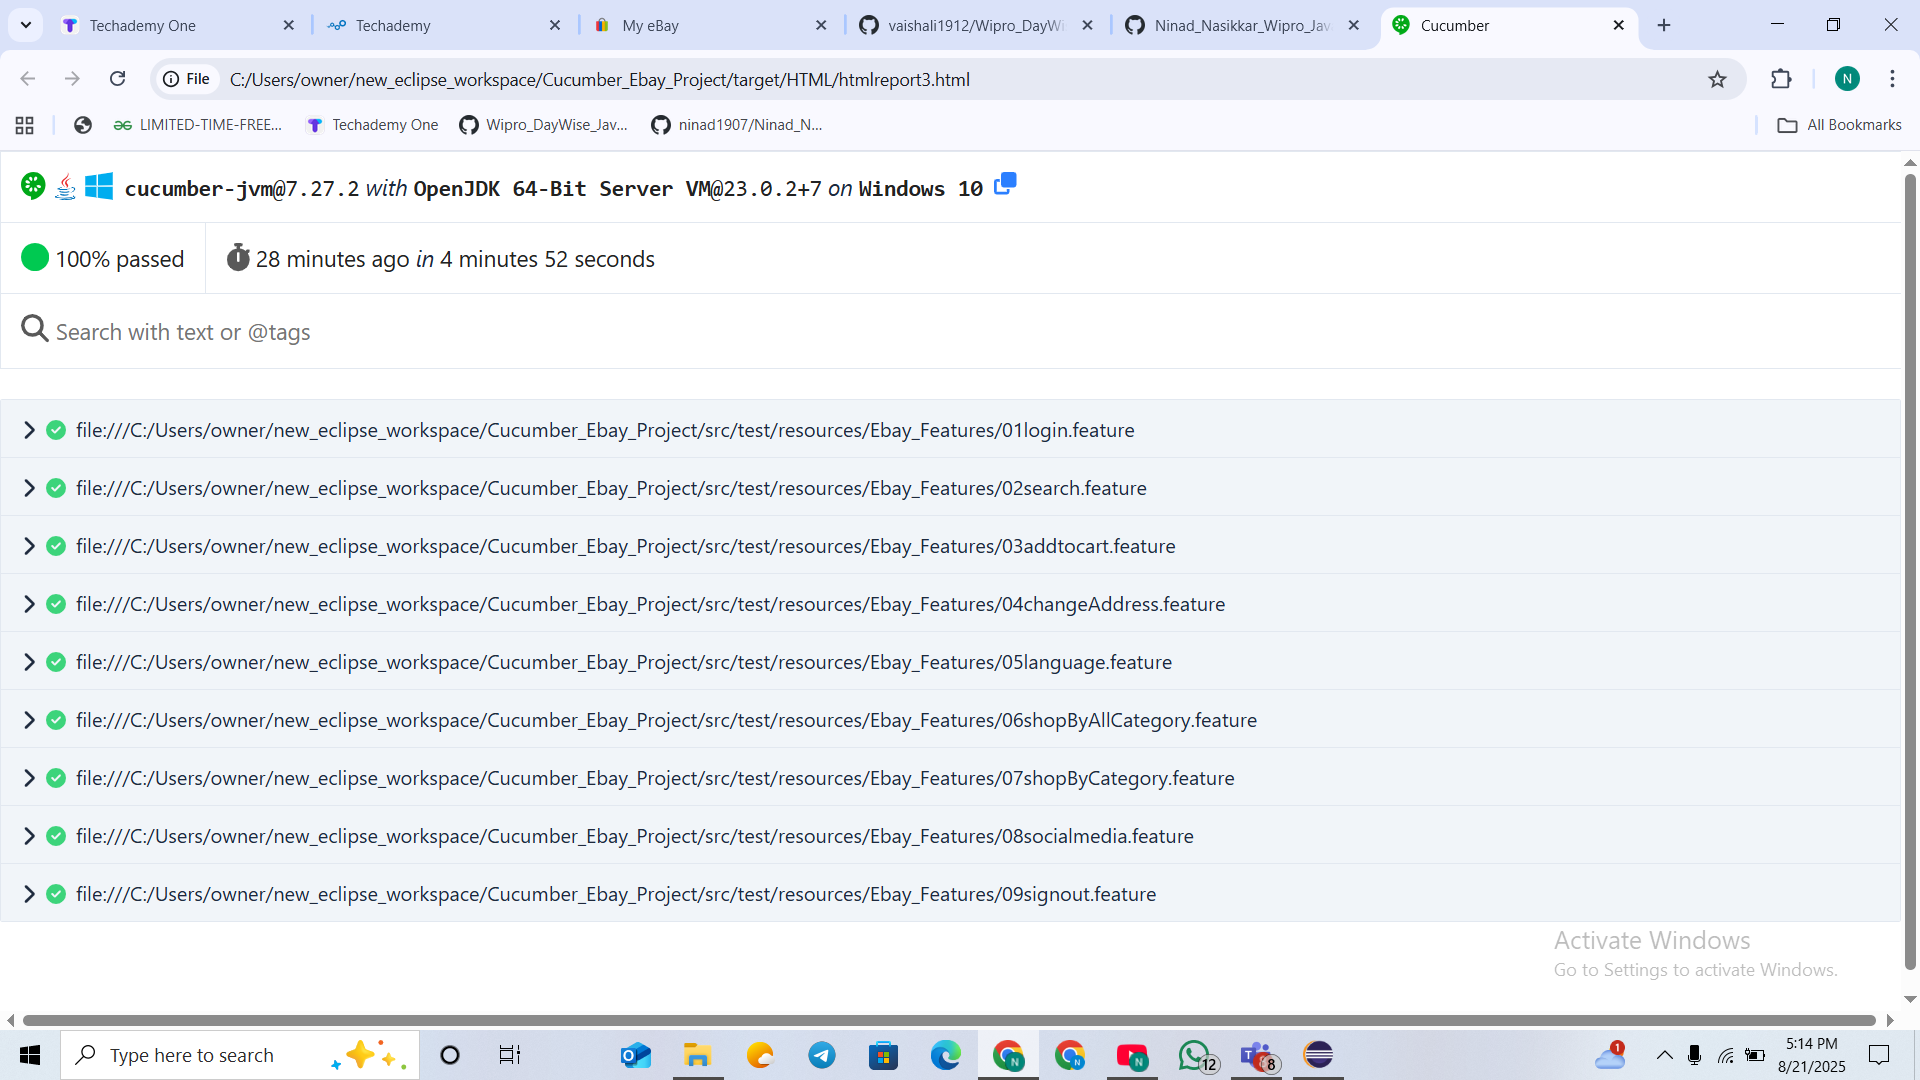 Techademy One
Techademy
My eBay
vaishali1912/Wipro_DayWi
Ninad_Nasikkar_Wipro_Jav
Cucumber
File
C:/Users/owner/new_eclipse_workspace/Cucumber_Ebay_Project/target/HTML/htmlreport3.html
N
LIMITED-TIME-FREE...
Techademy One
Wipro_DayWise_Jav...
ninad1907/Ninad_N...
All Bookmarks
cucumber-jvm@7.27.2 with OpenJDK 64-Bit Server VM@23.0.2+7 on Windows 10
100% passed
28 minutes ago in 4 minutes 52 seconds
Search with text or @tags
file:///C:/Users/owner/new_eclipse_workspace/Cucumber_Ebay_Project/src/test/resources/Ebay_Features/01login.feature
file:///C:/Users/owner/new_eclipse_workspace/Cucumber_Ebay_Project/src/test/resources/Ebay_Features/02search.feature
file:///C:/Users/owner/new_eclipse_workspace/Cucumber_Ebay_Project/src/test/resources/Ebay_Features/03addtocart.feature
file:///C:/Users/owner/new_eclipse_workspace/Cucumber_Ebay_Project/src/test/resources/Ebay_Features/04changeAddress.feature
file:///C:/Users/owner/new_eclipse_workspace/Cucumber_Ebay_Project/src/test/resources/Ebay_Features/05language.feature
file:///C:/Users/owner/new_eclipse_workspace/Cucumber_Ebay_Project/src/test/resources/Ebay_Features/06shopByAllCategory.feature
file:///C:/Users/owner/new_eclipse_workspace/Cucumber_Ebay_Project/src/test/resources/Ebay_Features/07shopByCategory.feature
file:///C:/Users/owner/new_eclipse_workspace/Cucumber_Ebay_Project/src/test/resources/Ebay_Features/08socialmedia.feature
file:///C:/Users/owner/new_eclipse_workspace/Cucumber_Ebay_Project/src/test/resources/Ebay_Features/09signout.feature
Activate Windows
Go to Settings to activate Windows.
Type here to search
N
N
N
12
8
1
5:14 PM
8/21/2025